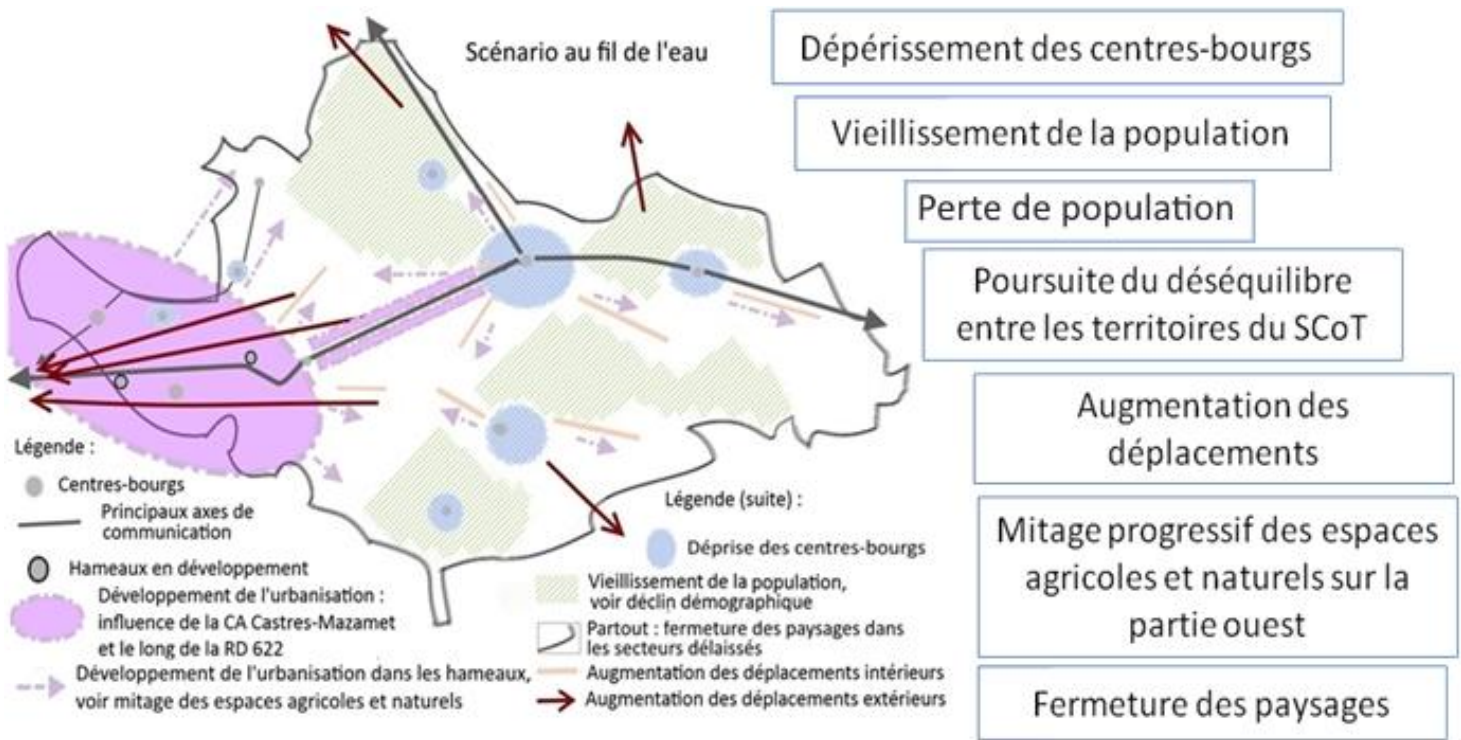 Scénario au fil de l'eau
Dépérissement des centres-bourgs
Vieillissement de la population
Perte de population
Poursuite du déséquilibre
entre les territoires du SCoT
Augmentation des
déplacements
Mitage progressif des espaces
agricoles et naturels sur la
partie ouest
Fermeture des paysages
Légende :
Centres-bourgs
Principaux axes de
communication
Hameaux en développement
Développement de l'urbanisation :
influence de la CA Castres-Mazamet
et le long de la RD 622
Développement de l'urbanisation dans les hameaux,
voir mitage des espaces agricoles et naturels
Légende (suite) :
Déprise des centres-bourgs
Vieillissement de la population,
voir déclin démographique
Partout : fermeture des paysages dans
les secteurs délaissés
Augmentation des déplacements intérieurs
Augmentation des déplacements extérieurs